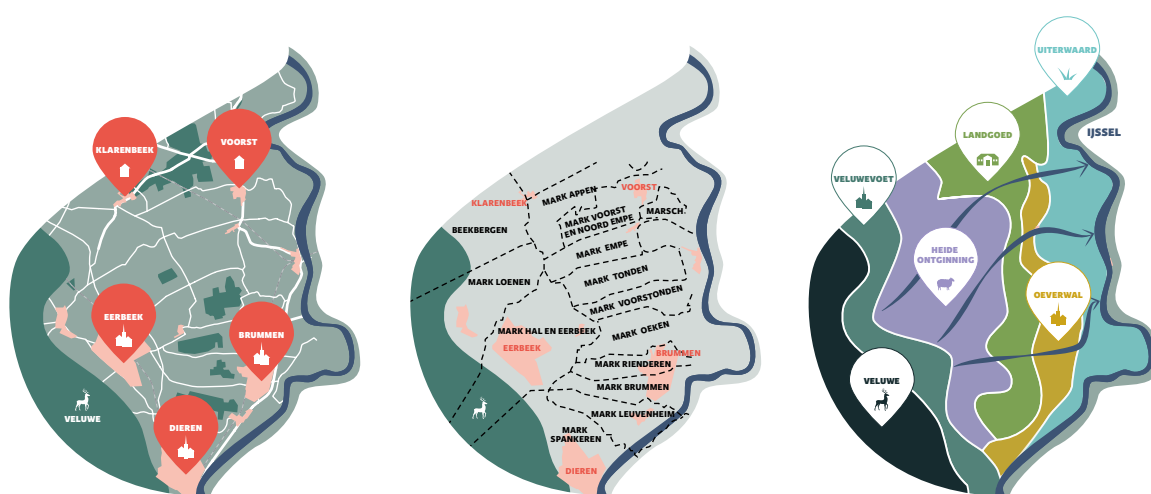 KLARENBEEK
VOORST
EERBEEK
BRUMMEN
VELUWE
DIEREN
KLARENBEEK
MARK APPEN
VOORST
BEEKBERGEN
MARK VOORST
EN NOORD EMPE
MARSCH
MARK EMPE
MARK LOENEN
MARK TONDEN
MARK VOORSTONDEN
MARK HAL EN EERBEEK
MARK OEKEN
EERBEEK
BRUMMEN
MARK RIENDEREN
MARK BRUMMEN
MARK LEUVENHEIM
MARK
SPANKEREN
DIEREN
UITERWAARD
LANDGOED
IJSSEL
VELUWEVOET
HEIDE
ONTGINNING
OEVERWAL
VELUWE